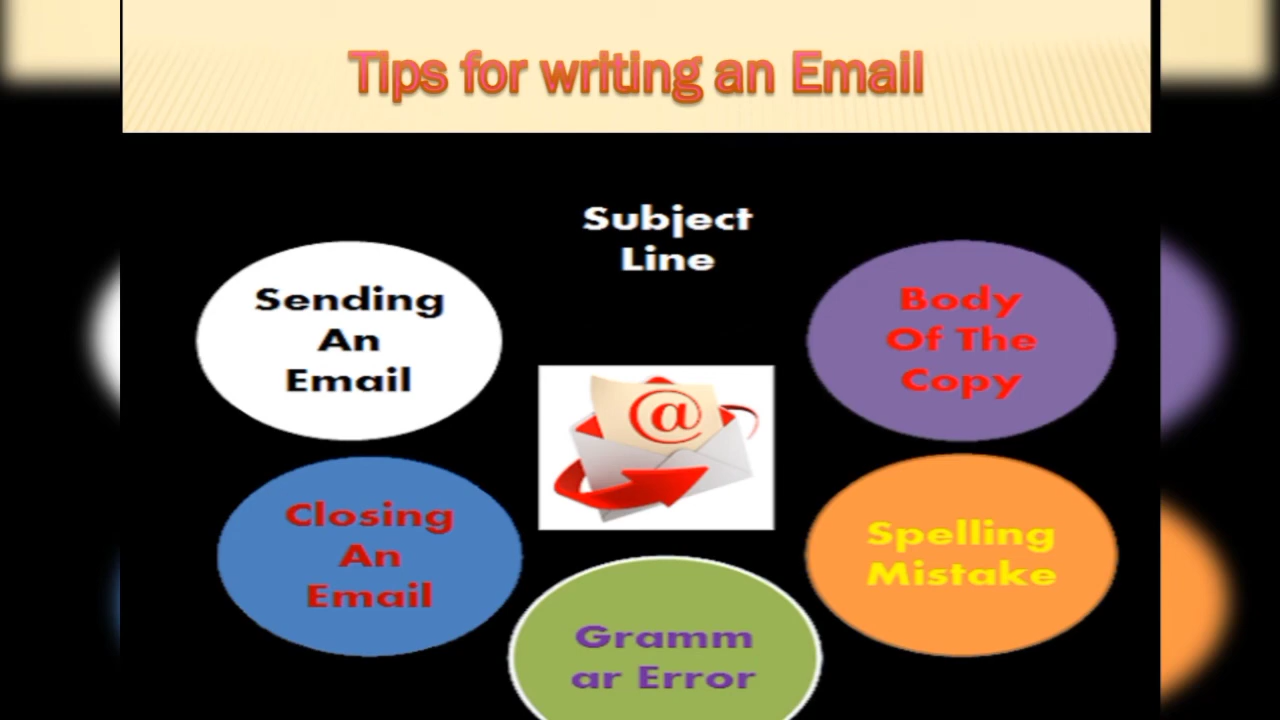 Tips for writing an Email
Subject
Line
Sending
An
Email
Body
Of The
Copy
@
Closing
An
Email
Spelling
Mistake
Gramm
ar Error